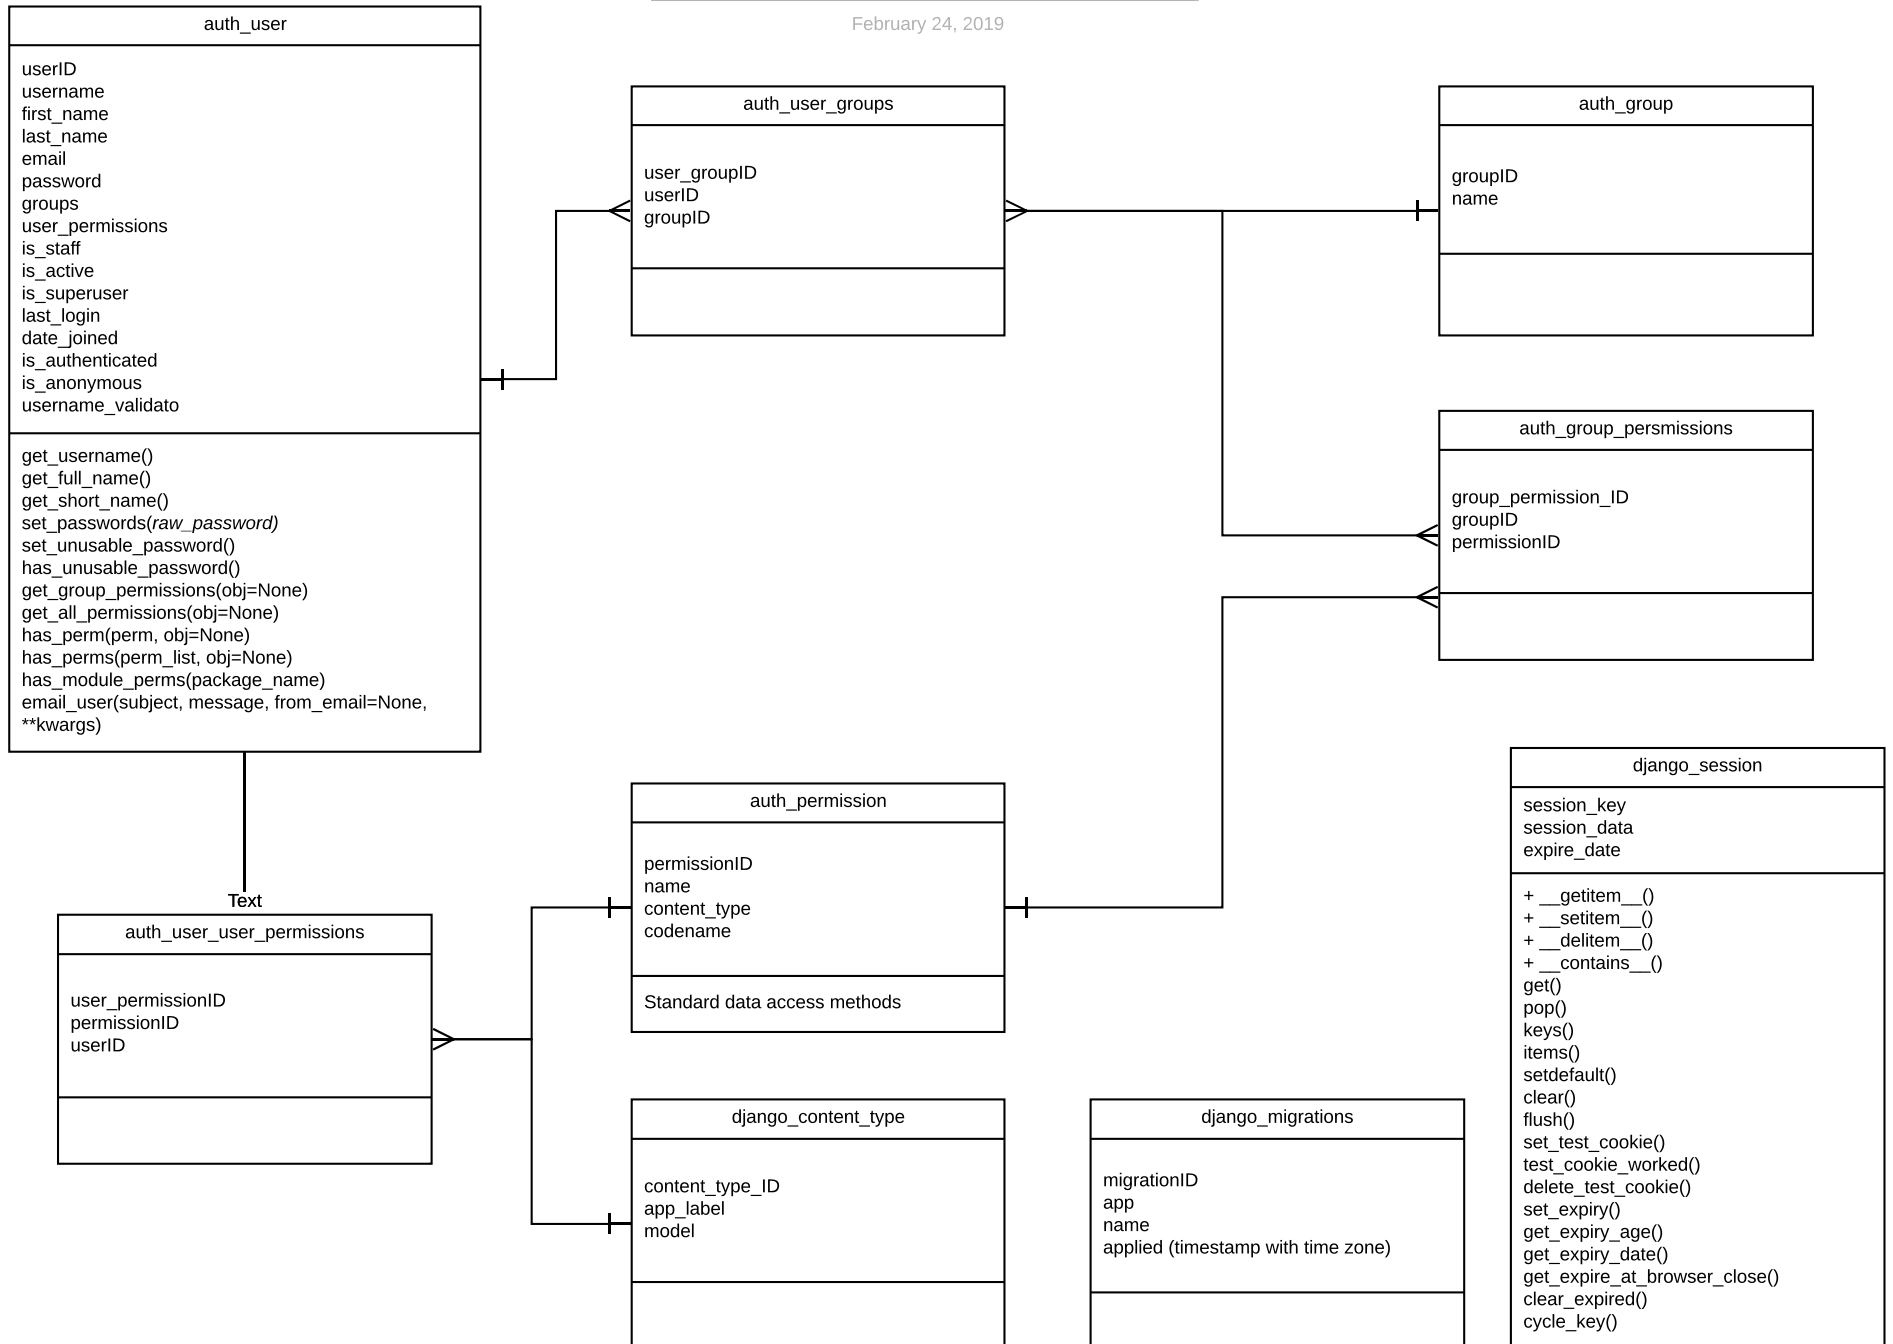 February 24, 2019
auth_user
userID
username
first_name
last_name
email
password
groups
user_permissions
is_staff
is_active
is_superuser
last_login
date_joined
is_authenticated
is_anonymous
username_validato
get_username()
get_full_name()
get_short_name()
set_passwords(raw_password)
set_unusable_password()
has_unusable_password()
get_group_permissions(obj=None)
get_all_permissions(obj=None)
has_perm(perm, obj=None)
has_perms(perm_list, obj=None)
has_module_perms(package_name)
email_user(subject, message, from_email=None,
**kwargs)
auth_user_groups
user_groupID
userID
groupID
auth_group
groupID
name
auth_group_persmissions
group_permission_ID
groupID
permissionID
Text
auth_user_user_permissions
user_permissionID
permissionID
userID
auth_permission
permissionID
name
content_type
codename
Standard data access methods
django_content_type
content_type_ID
app_label
model
django_migrations
migrationID
app
name
applied (timestamp with time zone)
django_session
session_key
session_data
expire_date
+ __getitem__()
+ __setitem__()
+ __delitem__()
+ __contains__()
get()
pop()
keys()
items()
setdefault()
clear()
flush()
set_test_cookie()
test_cookie_worked()
delete_test_cookie()
set_expiry()
get_expiry_age()
get_expiry_date()
get_expire_at_browser_close()
clear_expired()
cycle_key()